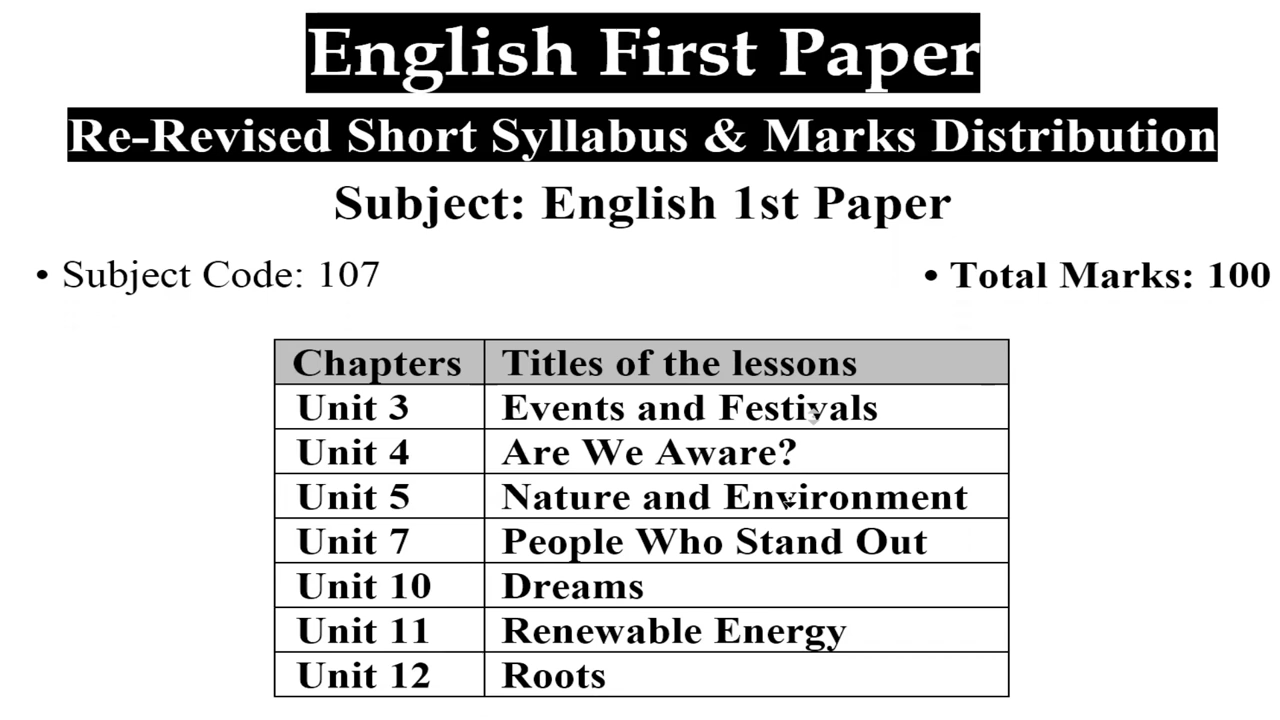 English First Paper
Re-Revised Short Syllabus & Marks Distribution
Subject: English 1st Paper
• Subject Code: 107 • Total Marks: 100
Chapters Titles of the lessons
Unit 3 Events and Festivals
Unit 4 Are We Aware?
Unit 5 Nature and Environment
Unit 7 People Who Stand Out
Unit 10 Dreams
Unit 11 Renewable Energy
Unit 12 Roots